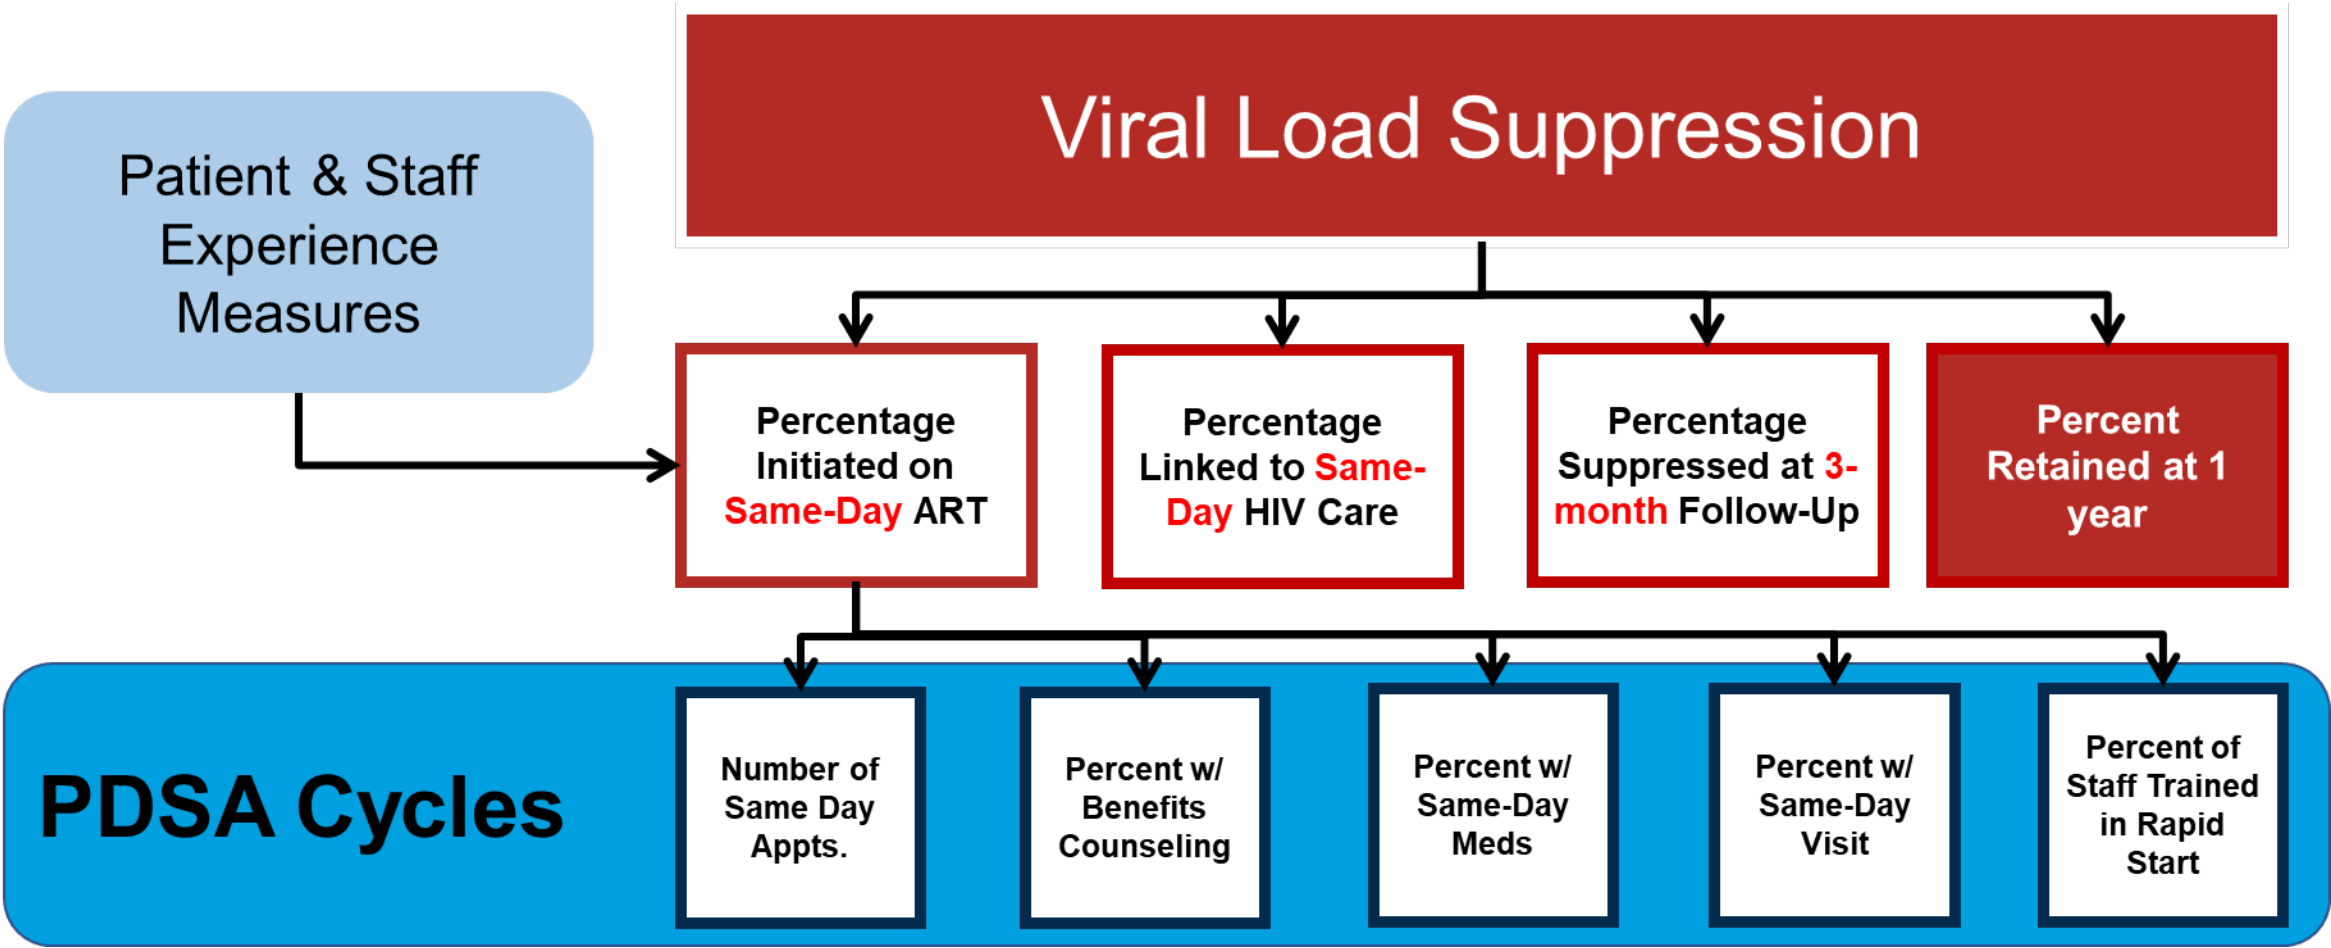 Viral Load Suppression
Patient & Staff
Experience
Measures
Percentage
Initiated on
Same-Day ART
Percentage
Linked to Same-
Day HIV Care
Percentage
Suppressed at 3-
month Follow-Up
Percent
Retained at 1
year
PDSA Cycles
Number of
Same Day
Appts.
Percent w/
Benefits
Counseling
Percent w/
Same-Day
Meds
Percent w/
Same-Day
Visit
Percent of
Staff Trained
in Rapid
Start